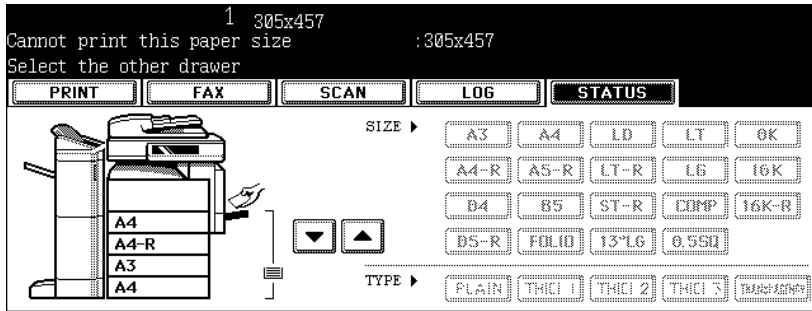 1 305x457
Cannot print this paper size :305x457
Select the other drawer
PRINT FAX SCAN LOG STATUS
SIZE
A3 A4 LD LT 8K
A4-R A5-R LT-R LG 16K
B4 B5 ST-R COMP 16K-R
B5-R FOLIO 13"LG 8.5SQ
A4
A4-R
A3
A4
TYPE
PLAIN THICK 1 THICK 2 THICK 3